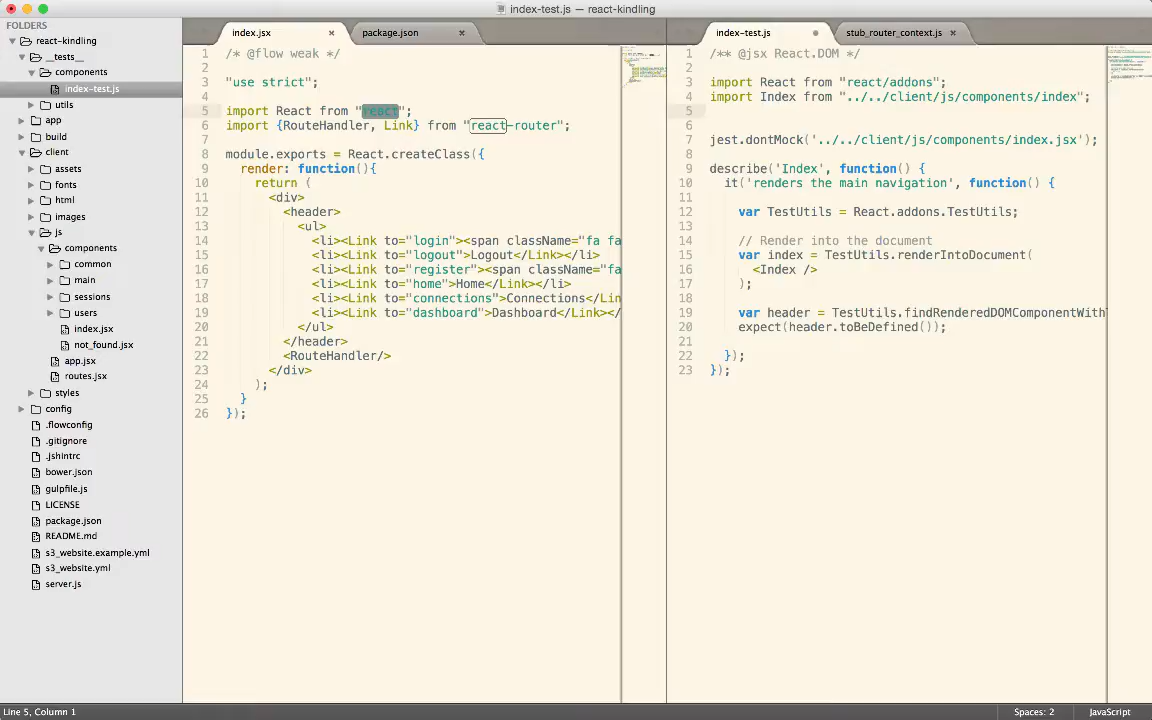 index-test.js — react-kindling
FOLDERS
react-kindling
__tests__
components
index-test.js
utils
app
build
client
assets
fonts
html
images
js
components
common
main
sessions
users
index.jsx
not_found.jsx
app.jsx
routes.jsx
styles
config
.flowconfig
.gitignore
.jshintrc
bower.json
gulpfile.js
LICENSE
package.json
README.md
s3_website.example.yml
s3_website.yml
server.js
index.jsx × package.json ×
1 /* @flow weak */
2
3 "use strict";
4
5 import React from "react";
6 import {RouteHandler, Link} from "react-router";
7
8 module.exports = React.createClass({
9 render: function(){
10 return (
11 <div>
12 <header>
13 <ul>
14 <li><Link to="login"><span className="fa fa
15 <li><Link to="logout">Logout</Link></li>
16 <li><Link to="register"><span className="fa
17 <li><Link to="home">Home</Link></li>
18 <li><Link to="connections">Connections</Lin
19 <li><Link to="dashboard">Dashboard</Link></
20 </ul>
21 </header>
22 <RouteHandler/>
23 </div>
24 );
25 }
26 });
index-test.js stub_router_context.js ×
1 /** @jsx React.DOM */
2
3 import React from "react/addons";
4 import Index from "../../client/js/components/index";
5
6
7 jest.dontMock('../../client/js/components/index.jsx');
8
9 describe('Index', function() {
10 it('renders the main navigation', function() {
11
12 var TestUtils = React.addons.TestUtils;
13
14 // Render into the document
15 var index = TestUtils.renderIntoDocument(
16 <Index />
17 );
18
19 var header = TestUtils.findRenderedDOMComponentWith
20 expect(header.toBeDefined());
21
22 });
23 });
Line 5, Column 1
Spaces: 2
JavaScript